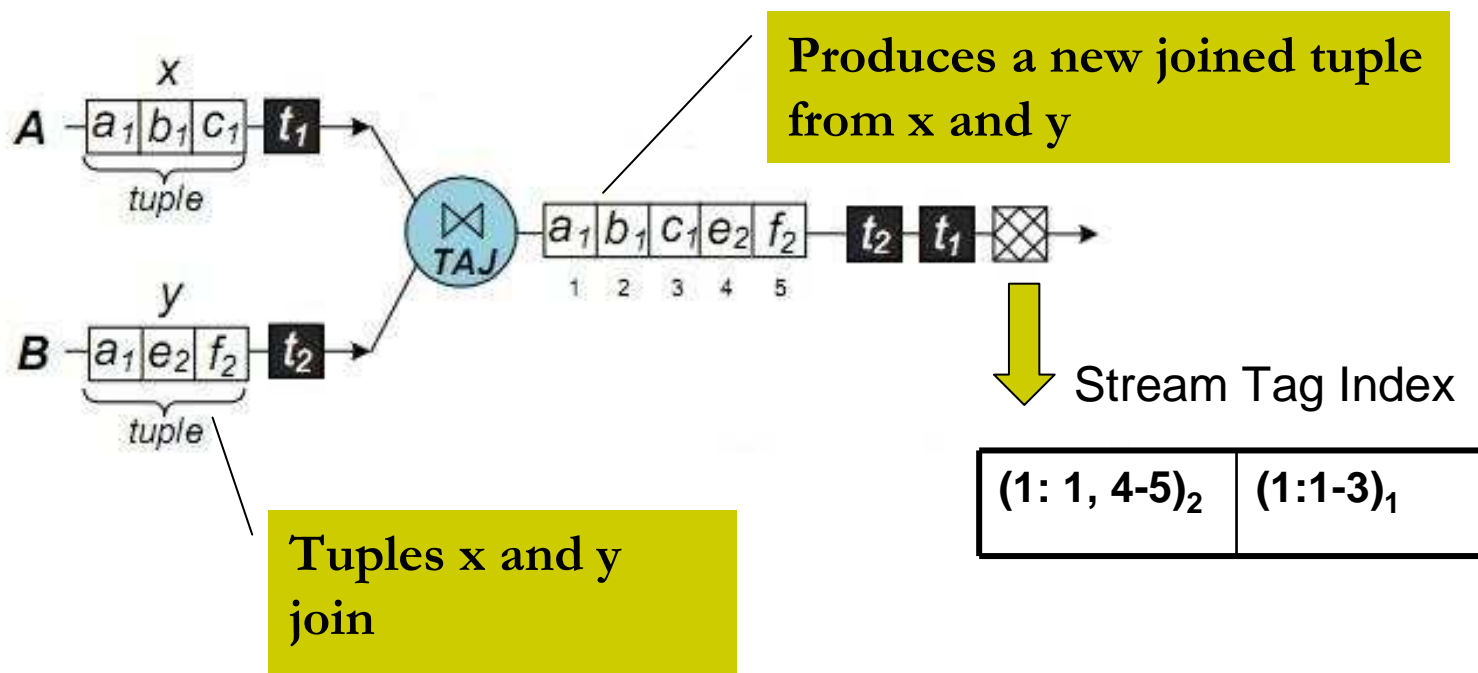 Produces a new joined tuple
from x and y
x
A a1 b1 c1 t1
tuple
TAJ
a1 b1 c1 e2 f2 t2 t1
1 2 3 4 5
y
B a1 e2 f2 t2
tuple
Stream Tag Index
(1: 1, 4-5)2 (1:1-3)1
Tuples x and y
join